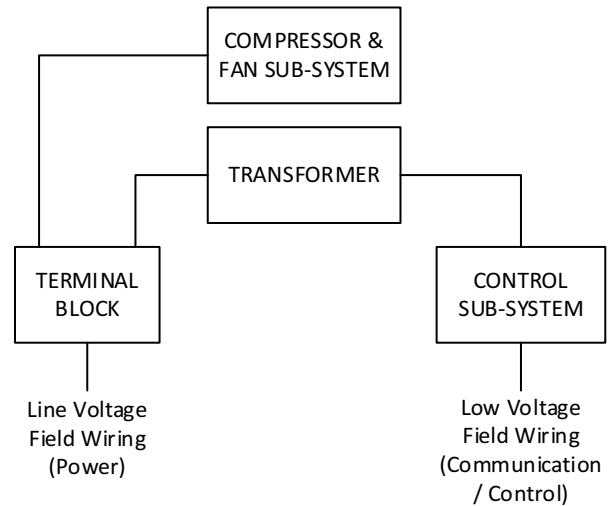 COMPRESSOR &
FAN SUB-SYSTEM
TRANSFORMER
TERMINAL
BLOCK
CONTROL
SUB-SYSTEM
Line Voltage
Field Wiring
(Power)
Low Voltage
Field Wiring
(Communication
/ Control)